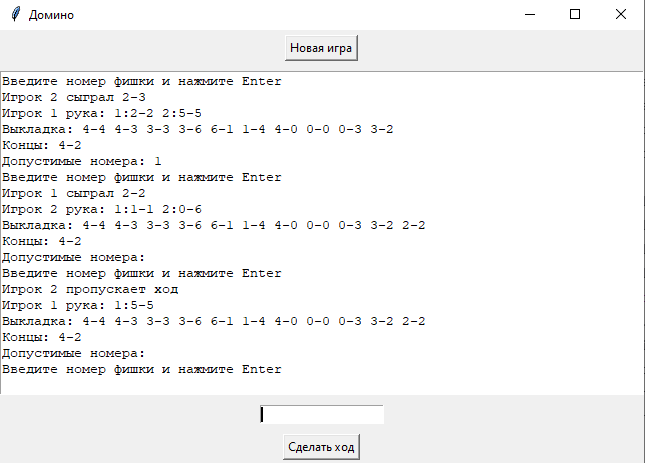 Домино
Новая игра
Введите номер фишки и нажмите Enter
Игрок 2 сыграл 2-3
Игрок 1 рука: 1:2-2 2:5-5
Выкладка: 4-4 4-3 3-3 3-6 6-1 1-4 4-0 0-0 0-3 3-2
Концы: 4-2
Допустимые номера: 1
Введите номер фишки и нажмите Enter
Игрок 1 сыграл 2-2
Игрок 2 рука: 1:1-1 2:0-6
Выкладка: 4-4 4-3 3-3 3-6 6-1 1-4 4-0 0-0 0-3 3-2 2-2
Концы: 4-2
Допустимые номера:
Введите номер фишки и нажмите Enter
Игрок 2 пропускает ход
Игрок 1 рука: 1:5-5
Выкладка: 4-4 4-3 3-3 3-6 6-1 1-4 4-0 0-0 0-3 3-2 2-2
Концы: 4-2
Допустимые номера:
Введите номер фишки и нажмите Enter
Сделать ход